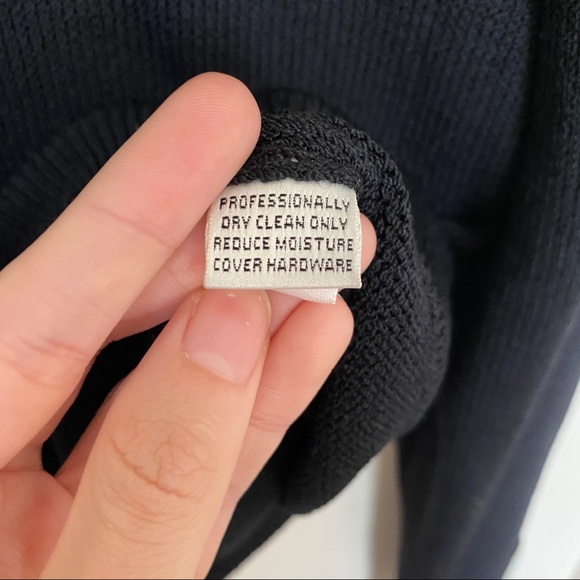 PROFESSIONALLY
DRY CLEAN ONLY
REDUCE MOISTURE
COVER HARDWARE